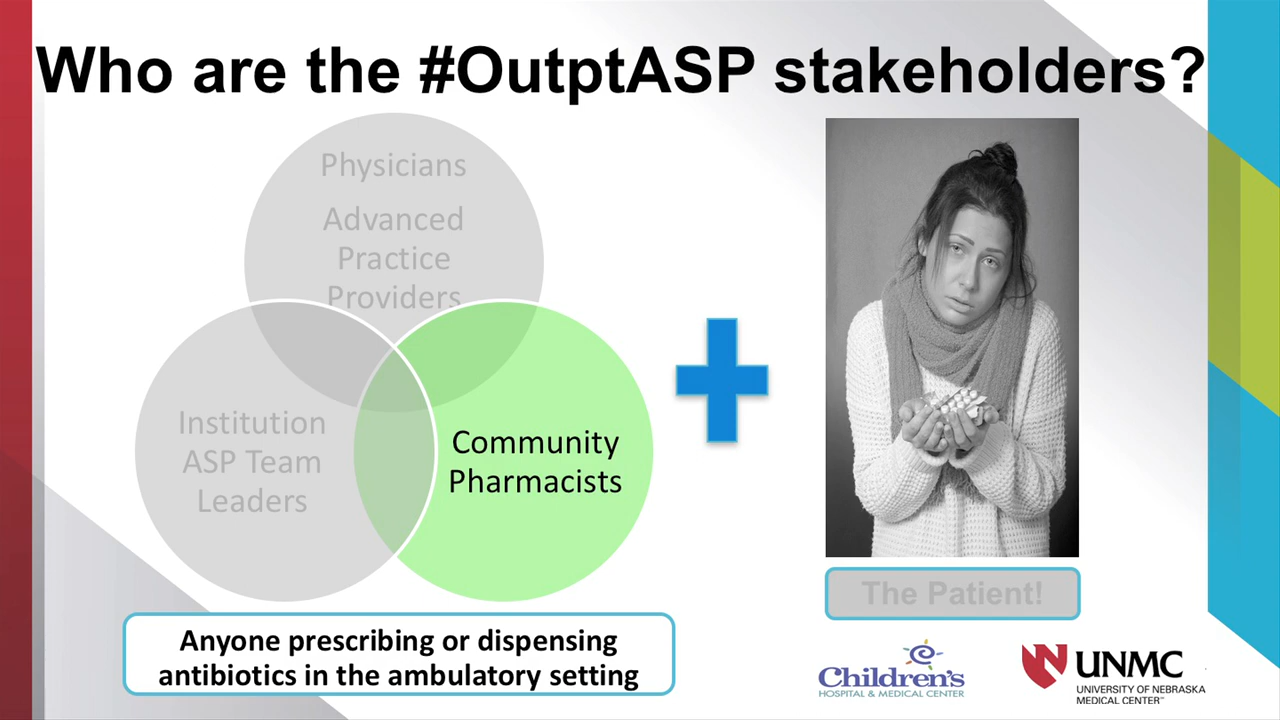 Who are the #OutptASP stakeholders?
Physicians
Advanced
Practice
Providers
Institution
ASP Team
Leaders
Community
Pharmacists
Anyone prescribing or dispensing
antibiotics in the ambulatory setting
The Patient!
Children's
HOSPITAL & MEDICAL CENTER
UNMC
UNIVERSITY OF NEBRASKA
MEDICAL CENTER™